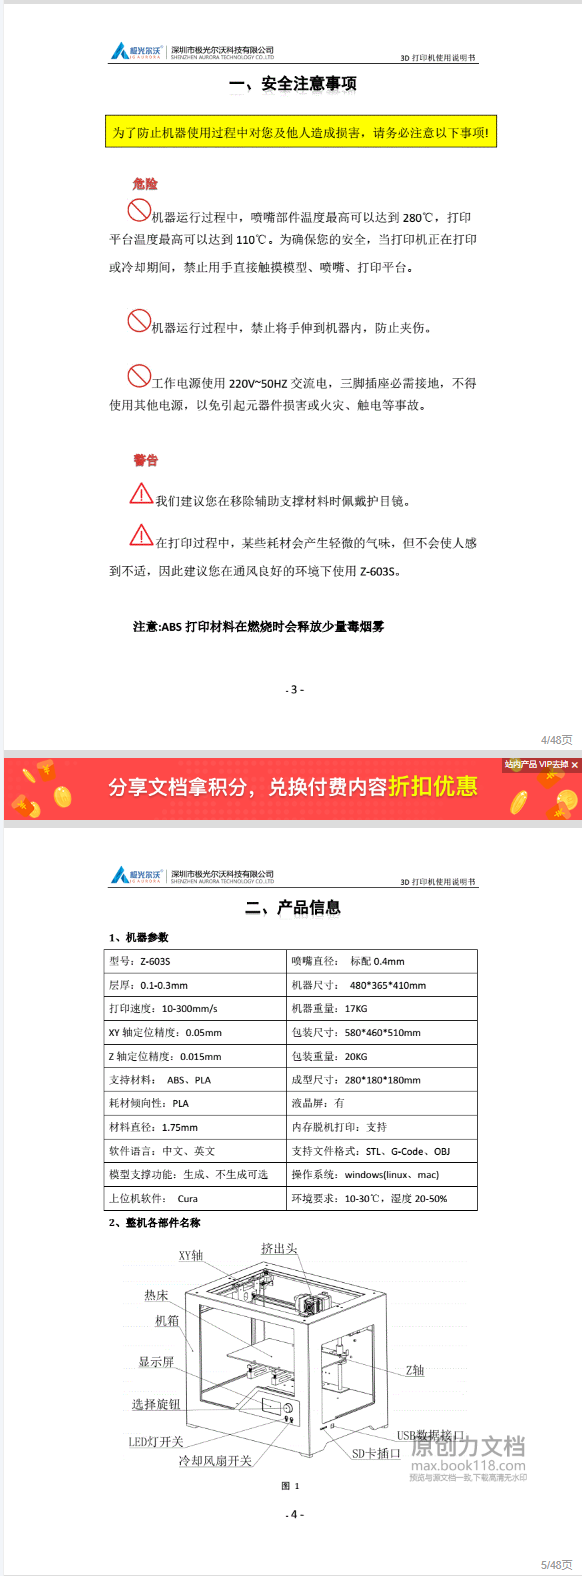 极光尔沃 深圳市极光尔沃科技有限公司
JG AURORA SHENZHEN AURORA TECHNOLOGY CO.,LTD
3D 打印机使用说明书
一、安全注意事项
为了防止机器使用过程中对您及他人造成损害，请务必注意以下事项!
危险
机器运行过程中，喷嘴部件温度最高可以达到 280℃，打印
平台温度最高可以达到 110℃。为确保您的安全，当打印机正在打印
或冷却期间，禁止用手直接触摸模型、喷嘴、打印平台。
机器运行过程中，禁止将手伸到机器内，防止夹伤。
工作电源使用 220V~50HZ 交流电，三脚插座必需接地，不得
使用其他电源，以免引起元器件损害或火灾、触电等事故。
警告
我们建议您在移除辅助支撑材料时佩戴护目镜。
在打印过程中，某些耗材会产生轻微的气味，但不会使人感
到不适，因此建议您在通风良好的环境下使用 Z-603S。
注意:ABS 打印材料在燃烧时会释放少量毒烟雾
- 3 -
4/48页
站内产品 VIP去掉 ×
分享文档拿积分，兑换付费内容折扣优惠
极光尔沃 深圳市极光尔沃科技有限公司
JG AURORA SHENZHEN AURORA TECHNOLOGY CO.,LTD
3D 打印机使用说明书
二、产品信息
1、机器参数
型号：Z-603S 喷嘴直径： 标配 0.4mm
层厚：0.1-0.3mm 机器尺寸： 480*365*410mm
打印速度：10-300mm/s 机器重量：17KG
XY 轴定位精度：0.05mm 包装尺寸：580*460*510mm
Z 轴定位精度：0.015mm 包装重量：20KG
支持材料： ABS、PLA 成型尺寸：280*180*180mm
耗材倾向性：PLA 液晶屏：有
材料直径：1.75mm 内存脱机打印：支持
软件语言：中文、英文 支持文件格式：STL、G-Code、OBJ
模型支撑功能：生成、不生成可选 操作系统：windows(linux、mac)
上位机软件： Cura 环境要求：10-30℃，湿度 20-50%
2、整机各部件名称
挤出头
XY轴
热床
机箱
显示屏
Z轴
选择旋钮
USB数据接口
LED灯开关
SD卡插口
冷却风扇开关
原创力文档
max.book118.com
预览与源文档一致,下载高清无水印
图 1
- 4 -
5/48页